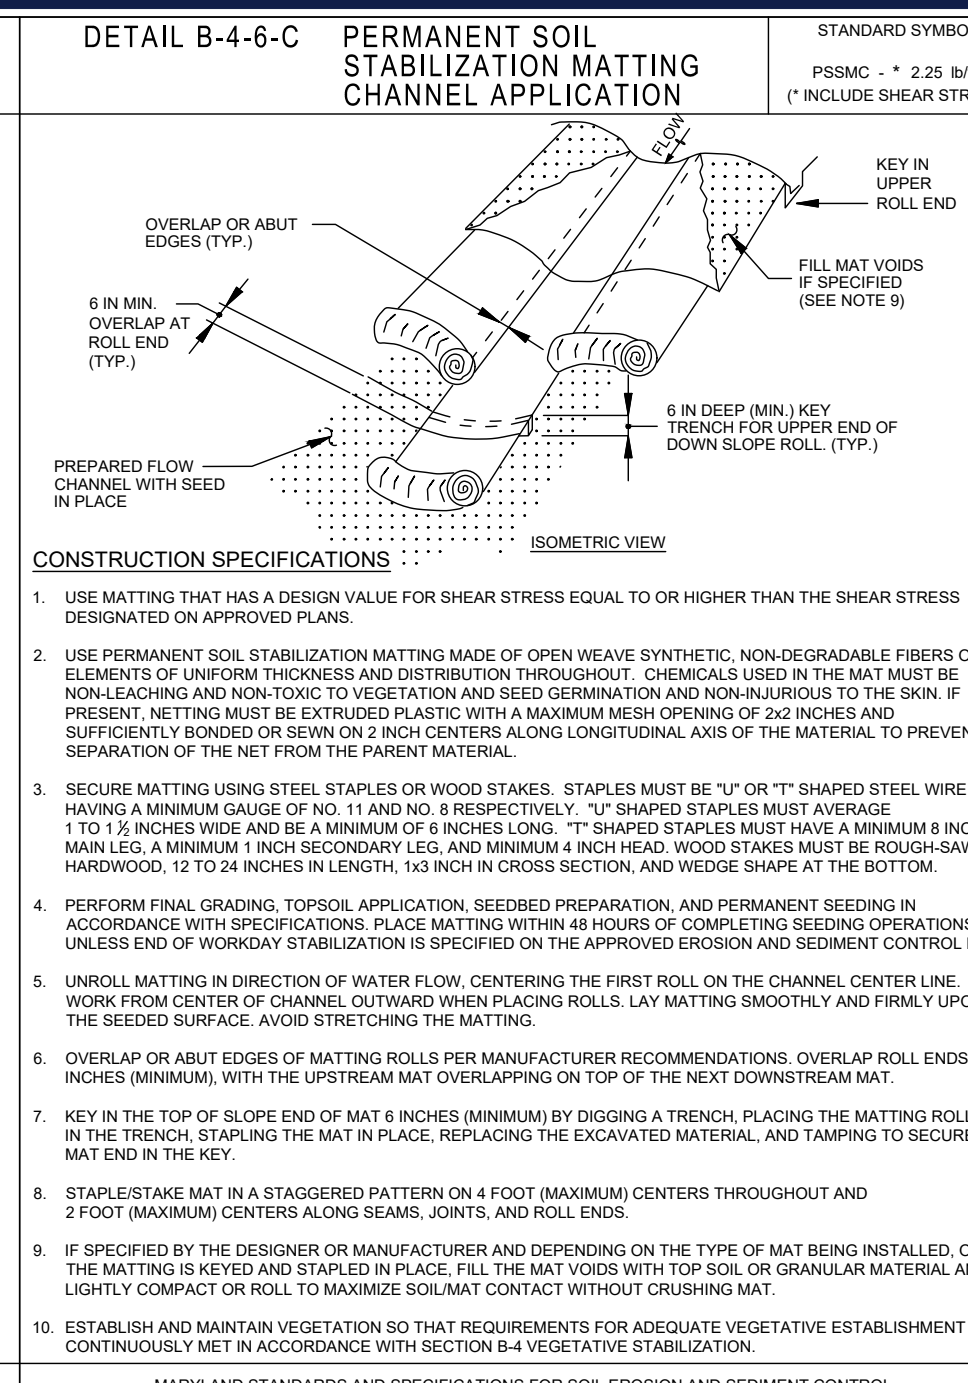 DETAIL B-4-6-C PERMANENT SOIL
STABILIZATION MATTING
CHANNEL APPLICATION
STANDARD SYMBO
PSSMC - * 2.25 lb/
(* INCLUDE SHEAR STR
FLOW
KEY IN
UPPER
ROLL END
OVERLAP OR ABUT
EDGES (TYP.)
FILL MAT VOIDS
IF SPECIFIED
(SEE NOTE 9)
6 IN MIN.
OVERLAP AT
ROLL END
(TYP.)
6 IN DEEP (MIN.) KEY
TRENCH FOR UPPER END OF
DOWN SLOPE ROLL. (TYP.)
PREPARED FLOW
CHANNEL WITH SEED
IN PLACE
ISOMETRIC VIEW
CONSTRUCTION SPECIFICATIONS
1. USE MATTING THAT HAS A DESIGN VALUE FOR SHEAR STRESS EQUAL TO OR HIGHER THAN THE SHEAR STRESS
DESIGNATED ON APPROVED PLANS.
2. USE PERMANENT SOIL STABILIZATION MATTING MADE OF OPEN WEAVE SYNTHETIC, NON-DEGRADABLE FIBERS O
ELEMENTS OF UNIFORM THICKNESS AND DISTRIBUTION THROUGHOUT. CHEMICALS USED IN THE MAT MUST BE
NON-LEACHING AND NON-TOXIC TO VEGETATION AND SEED GERMINATION AND NON-INJURIOUS TO THE SKIN. IF
PRESENT, NETTING MUST BE EXTRUDED PLASTIC WITH A MAXIMUM MESH OPENING OF 2x2 INCHES AND
SUFFICIENTLY BONDED OR SEWN ON 2 INCH CENTERS ALONG LONGITUDINAL AXIS OF THE MATERIAL TO PREVEN
SEPARATION OF THE NET FROM THE PARENT MATERIAL.
3. SECURE MATTING USING STEEL STAPLES OR WOOD STAKES. STAPLES MUST BE "U" OR "T" SHAPED STEEL WIRE
HAVING A MINIMUM GAUGE OF NO. 11 AND NO. 8 RESPECTIVELY. "U" SHAPED STAPLES MUST AVERAGE
1 TO 1 ½ INCHES WIDE AND BE A MINIMUM OF 6 INCHES LONG. "T" SHAPED STAPLES MUST HAVE A MINIMUM 8 INC
MAIN LEG, A MINIMUM 1 INCH SECONDARY LEG, AND MINIMUM 4 INCH HEAD. WOOD STAKES MUST BE ROUGH-SAW
HARDWOOD, 12 TO 24 INCHES IN LENGTH, 1x3 INCH IN CROSS SECTION, AND WEDGE SHAPE AT THE BOTTOM.
4. PERFORM FINAL GRADING, TOPSOIL APPLICATION, SEEDBED PREPARATION, AND PERMANENT SEEDING IN
ACCORDANCE WITH SPECIFICATIONS. PLACE MATTING WITHIN 48 HOURS OF COMPLETING SEEDING OPERATIONS
UNLESS END OF WORKDAY STABILIZATION IS SPECIFIED ON THE APPROVED EROSION AND SEDIMENT CONTROL
5. UNROLL MATTING IN DIRECTION OF WATER FLOW, CENTERING THE FIRST ROLL ON THE CHANNEL CENTER LINE.
WORK FROM CENTER OF CHANNEL OUTWARD WHEN PLACING ROLLS. LAY MATTING SMOOTHLY AND FIRMLY UPO
THE SEEDED SURFACE. AVOID STRETCHING THE MATTING.
6. OVERLAP OR ABUT EDGES OF MATTING ROLLS PER MANUFACTURER RECOMMENDATIONS. OVERLAP ROLL ENDS
INCHES (MINIMUM), WITH THE UPSTREAM MAT OVERLAPPING ON TOP OF THE NEXT DOWNSTREAM MAT.
7. KEY IN THE TOP OF SLOPE END OF MAT 6 INCHES (MINIMUM) BY DIGGING A TRENCH, PLACING THE MATTING ROLL
IN THE TRENCH, STAPLING THE MAT IN PLACE, REPLACING THE EXCAVATED MATERIAL, AND TAMPING TO SECURE
MAT END IN THE KEY.
8. STAPLE/STAKE MAT IN A STAGGERED PATTERN ON 4 FOOT (MAXIMUM) CENTERS THROUGHOUT AND
2 FOOT (MAXIMUM) CENTERS ALONG SEAMS, JOINTS, AND ROLL ENDS.
9. IF SPECIFIED BY THE DESIGNER OR MANUFACTURER AND DEPENDING ON THE TYPE OF MAT BEING INSTALLED, O
THE MATTING IS KEYED AND STAPLED IN PLACE, FILL THE MAT VOIDS WITH TOP SOIL OR GRANULAR MATERIAL AN
LIGHTLY COMPACT OR ROLL TO MAXIMIZE SOIL/MAT CONTACT WITHOUT CRUSHING MAT.
10. ESTABLISH AND MAINTAIN VEGETATION SO THAT REQUIREMENTS FOR ADEQUATE VEGETATIVE ESTABLISHMENT
CONTINUOUSLY MET IN ACCORDANCE WITH SECTION B-4 VEGETATIVE STABILIZATION.
MARYLAND STANDARDS AND SPECIFICATIONS FOR SOIL EROSION AND SEDIMENT CONTROL